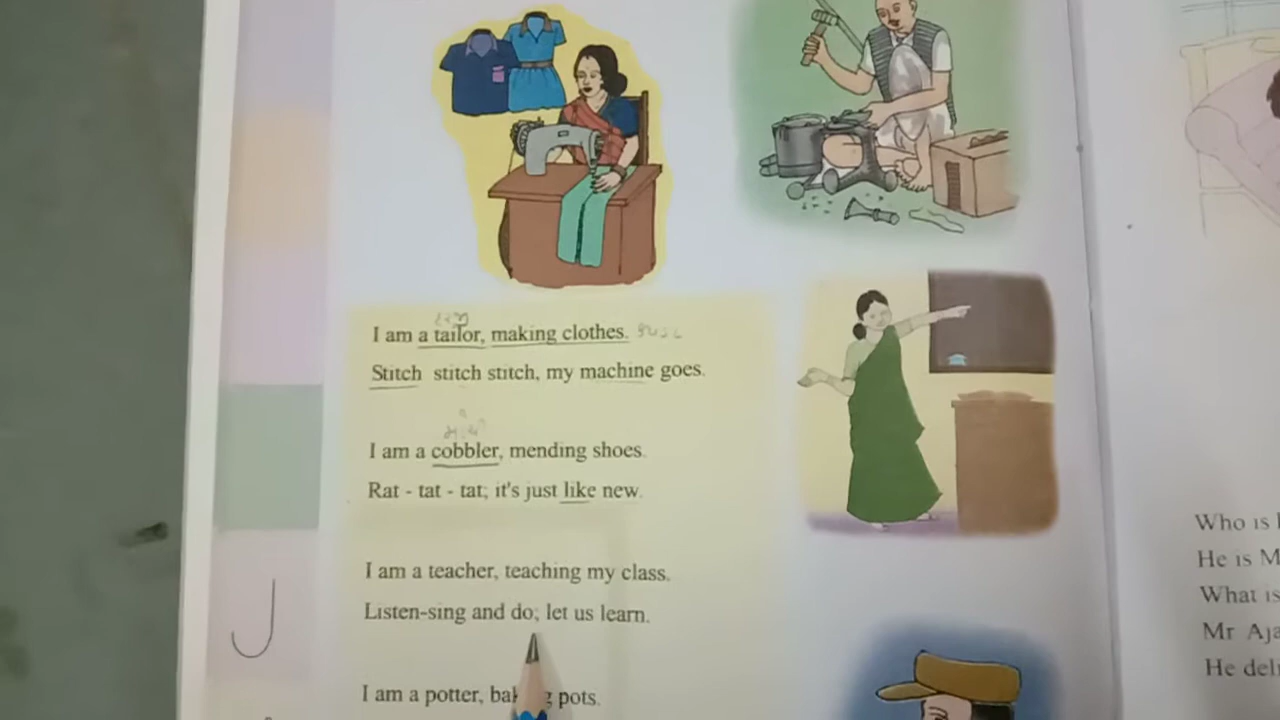 I am a tailor, making clothes.
Stitch stitch stitch, my machine goes.
I am a cobbler, mending shoes.
Rat - tat - tat; it's just like new.
I am a teacher, teaching my class.
Listen-sing and do; let us learn.
I am a potter, pots.
J
Who is
He is
What is
Mr
He